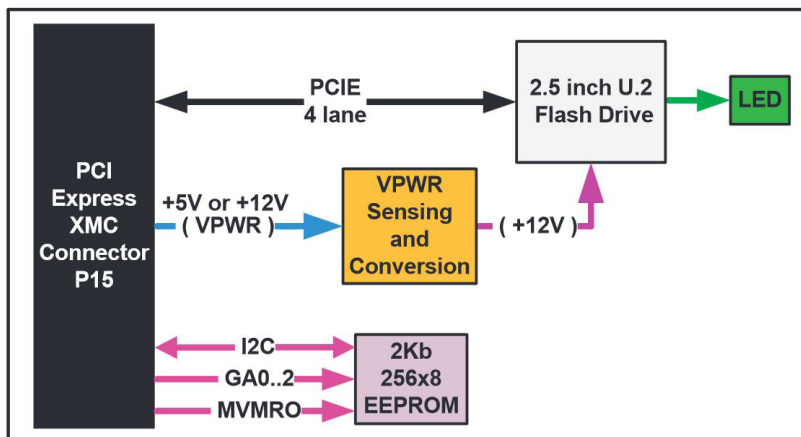 PCI
Express
XMC
Connector
P15
PCIE
4 lane
2.5 inch U.2
Flash Drive
LED
+5V or +12V
( VPWR )
VPWR
Sensing
and
Conversion
( +12V )
I2C
GA0..2
MVMRO
2Kb
256x8
EEPROM